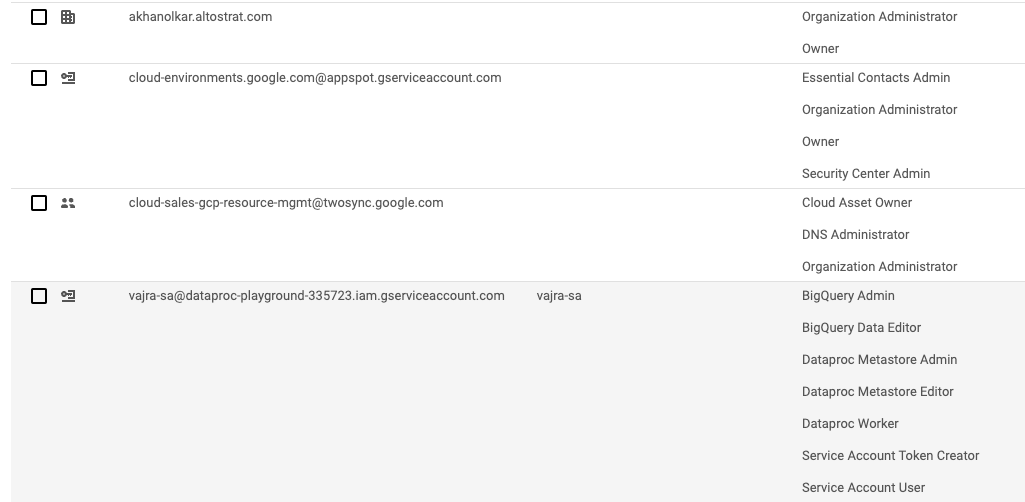 akhanolkar.altostrat.com Organization Administrator
Owner
cloud-environments.google.com@appspot.gserviceaccount.com Essential Contacts Admin
Organization Administrator
Owner
Security Center Admin
cloud-sales-gcp-resource-mgmt@twosync.google.com Cloud Asset Owner
DNS Administrator
Organization Administrator
vajra-sa@dataproc-playground-335723.iam.gserviceaccount.com vajra-sa BigQuery Admin
BigQuery Data Editor
Dataproc Metastore Admin
Dataproc Metastore Editor
Dataproc Worker
Service Account Token Creator
Service Account User